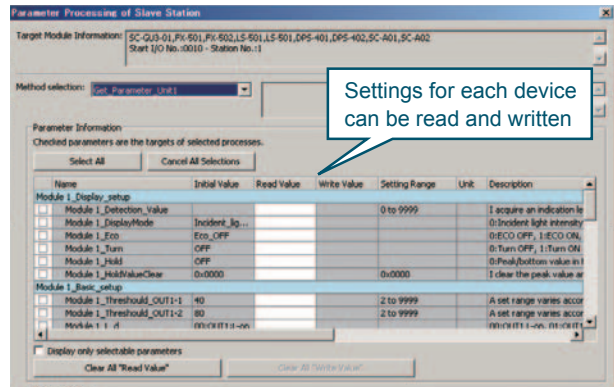 Parameter Processing of Slave Station
Target Module Information:
SC-GU3-01,FX-501,FX-502,LS-501,LS-501,DPS-401,DPS-402,SC-A01,SC-A02
Start I/O No.:0010 - Station No.:1
Method selection: Get_Parameter_Unit1
Settings for each device
can be read and written
Parameter Information
Checked parameters are the targets of selected processes.
Select All Cancel All Selections
Name Initial Value Read Value Write Value Setting Range Unit Description
Module 1_Display_setup
Module 1_Detection_Value 0 to 9999 I acquire an indication le
Module 1_DisplayMode Incident_lig... 0:Incident light intensity
Module 1_Eco Eco_OFF 0:ECO OFF, 1:ECO ON,
Module 1_Turn OFF 0:Turn OFF, 1:Turn ON
Module 1_Hold OFF 0:Peak/bottom value in
Module 1_HoldValueClear 0x0000 0x0000 I clear the peak value ar
Module 1_Basic_setup
Module 1_Threshould_OUT1-1 40 2 to 9999 A set range varies accor
Module 1_Threshould_OUT1-2 80 2 to 9999 A set range varies accor
Display only selectable parameters
Clear All "Read Value" Clear All "Write Value"